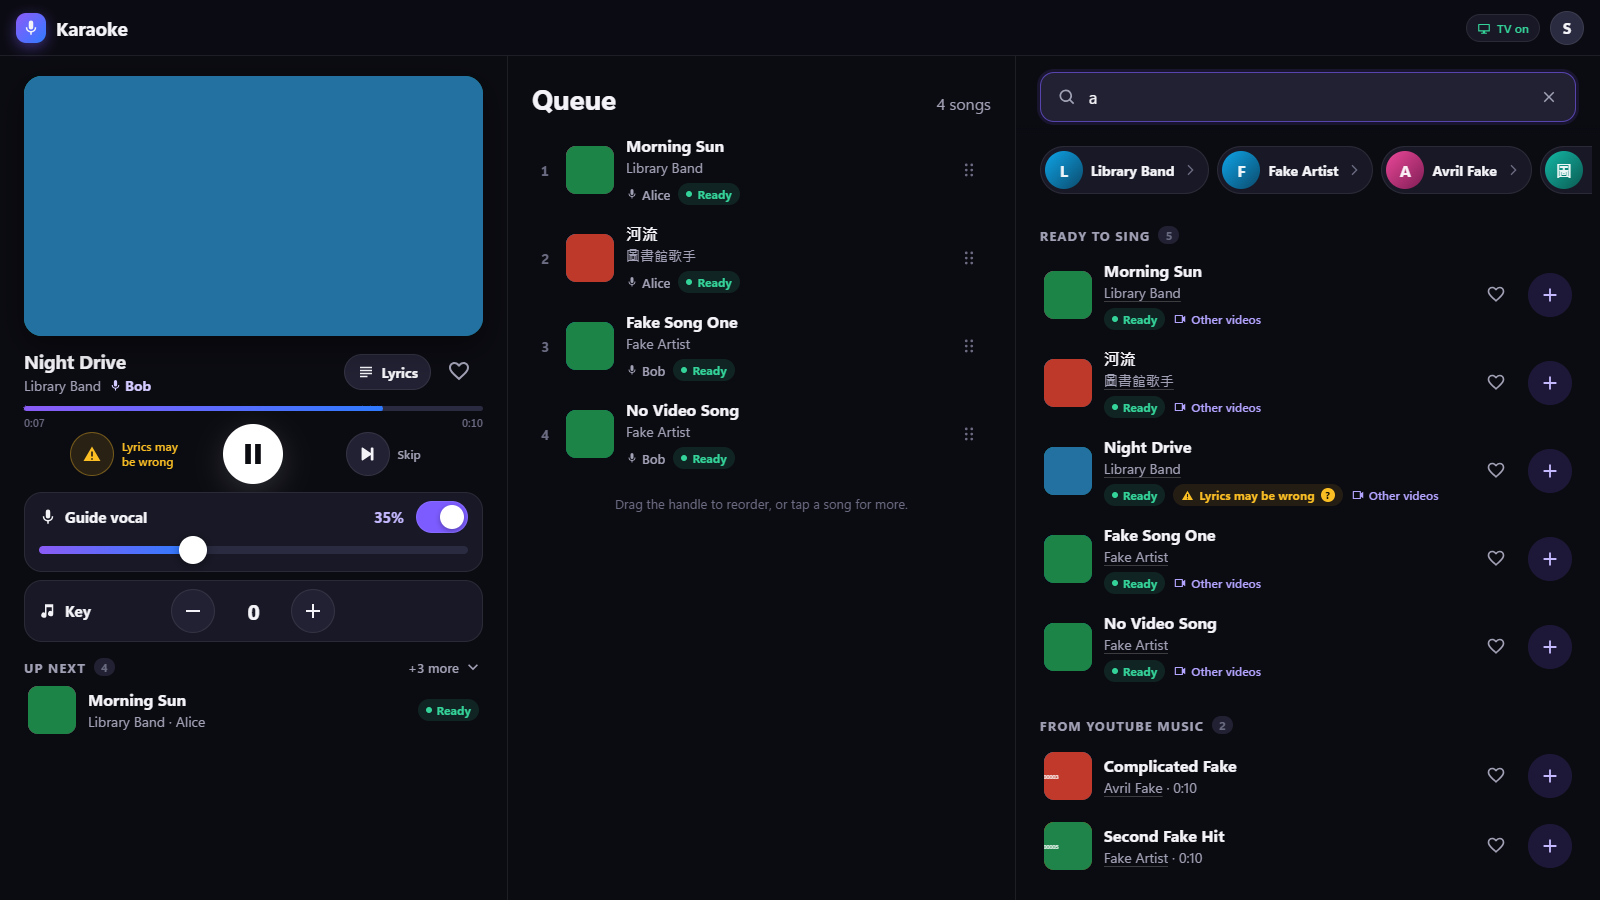 Karaoke
TV on
S
Night Drive
Library Band Bob
Lyrics
0:07
0:10
Lyrics may
be wrong
Skip
Guide vocal
35%
Key
0
UP NEXT 4
+3 more
Morning Sun
Library Band · Alice
Ready
Queue
4 songs
1
Morning Sun
Library Band
Alice Ready
2
河流
圖書館歌手
Alice Ready
3
Fake Song One
Fake Artist
Bob Ready
4
No Video Song
Fake Artist
Bob Ready
Drag the handle to reorder, or tap a song for more.
a
L Library Band
F Fake Artist
A Avril Fake
圖
READY TO SING 5
Morning Sun
Library Band
Ready Other videos
河流
圖書館歌手
Ready Other videos
Night Drive
Library Band
Ready Lyrics may be wrong ? Other videos
Fake Song One
Fake Artist
Ready Other videos
No Video Song
Fake Artist
Ready Other videos
FROM YOUTUBE MUSIC 2
Complicated Fake
Avril Fake · 0:10
Second Fake Hit
Fake Artist · 0:10